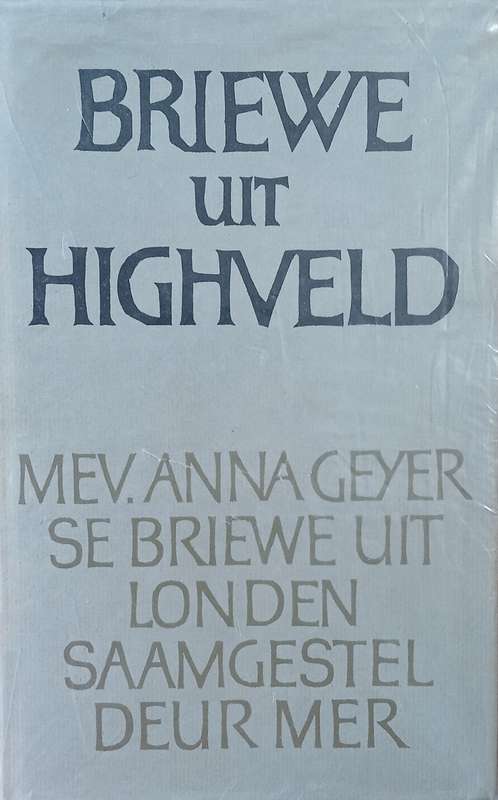 BRIEWE
UIT
HIGHVELD
MEV. ANNA GEYER
SE BRIEWE UIT
LONDEN
SAAMGESTEL
DEUR MER